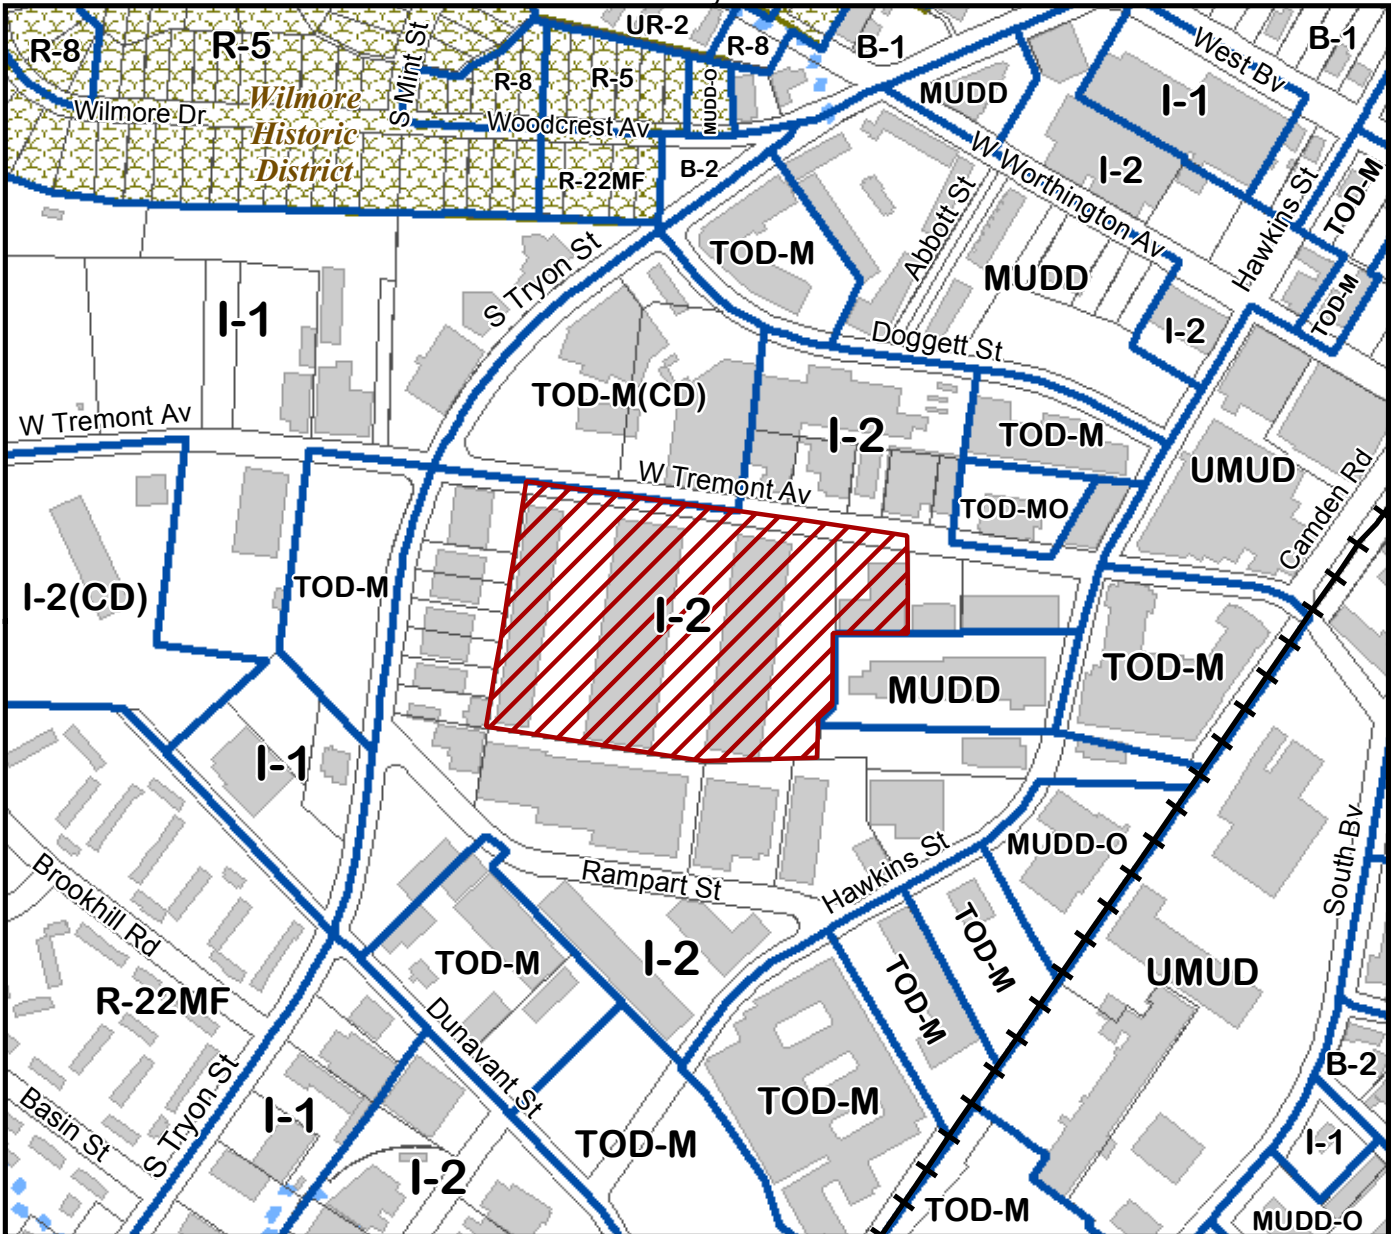 R-8
R-5
S Mint St
UR-2
R-8
B-1
West Bv
B-1
R-8
R-5
MUDD-O
MUDD
I-1
Wilmore Dr
Wilmore
Historic
District
Woodcrest Av
W Worthington Av
I-2
TOD-M
R-22MF
B-2
Abbott St
Hawkins St
S Tryon St
TOD-M
MUDD
TOD-M
I-1
Doggett St
I-2
W Tremont Av
TOD-M(CD)
I-2
TOD-M
UMUD
Camden Rd
W Tremont Av
TOD-MO
I-2(CD)
TOD-M
I-2
MUDD
TOD-M
I-1
South Bv
MUDD-O
Rampart St
Hawkins St
Brookhill Rd
TOD-M
I-2
TOD-M
TOD-M
UMUD
R-22MF
Dunavant St
B-2
Basin St
S Tryon St
I-1
TOD-M
TOD-M
I-1
I-2
TOD-M
MUDD-O